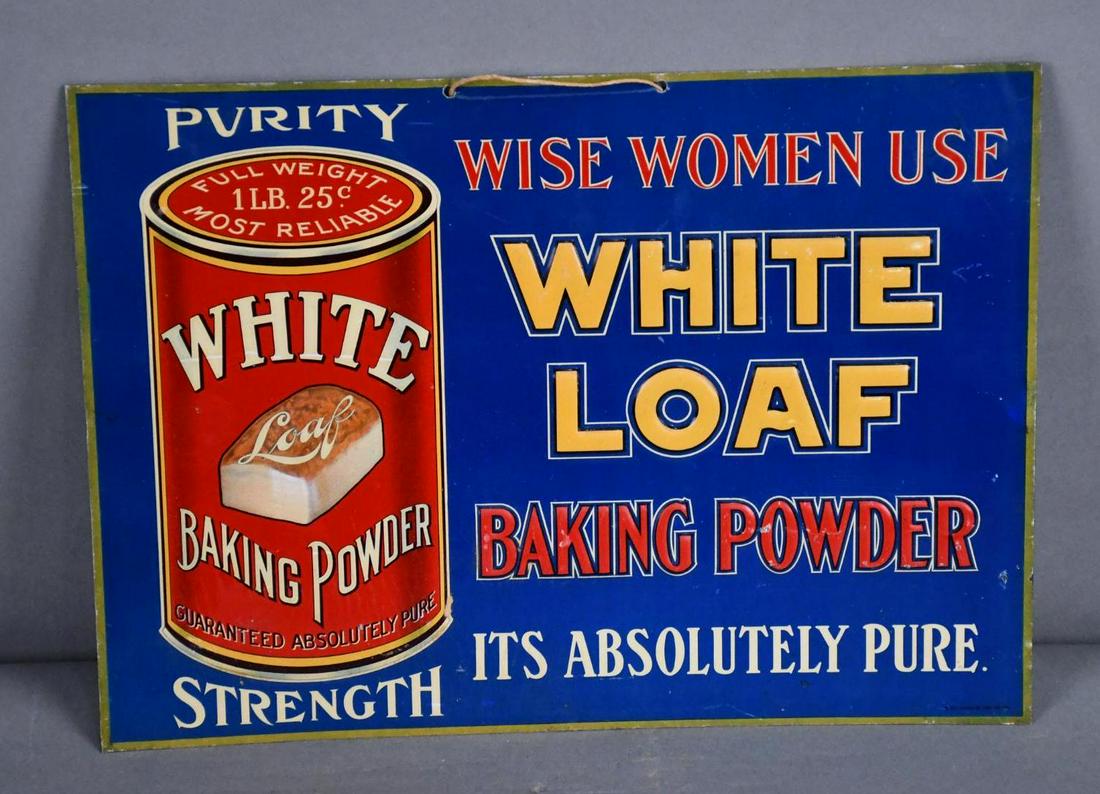 PVRITY
FULL WEIGHT
1 LB. 25¢
MOST RELIABLE
WHITE
Loaf
BAKING POWDER
GUARANTEED ABSOLUTELY PURE
STRENGTH
WISE WOMEN USE
WHITE
LOAF
BAKING POWDER
ITS ABSOLUTELY PURE.